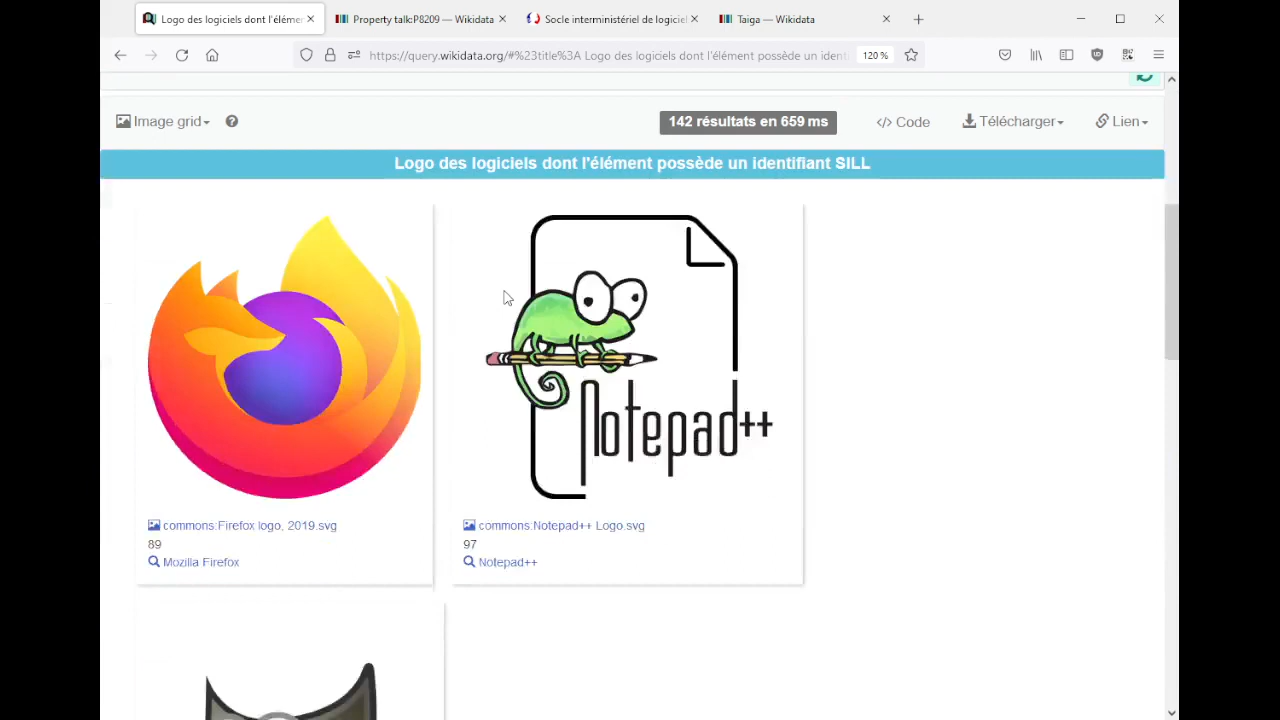 Logo des logiciels dont l'élémen
Property talk:P8209 — Wikidata
Socle interministériel de logiciel
Taiga — Wikidata
https://query.wikidata.org/#%23title%3A Logo des logiciels dont l'élément possède un identi
120 %
Image grid
142 résultats en 659 ms
</> Code
Télécharger
Lien
Logo des logiciels dont l'élément possède un identifiant SILL
Notepad++
commons:Firefox logo, 2019.svg
89
Mozilla Firefox
commons:Notepad++ Logo.svg
97
Notepad++